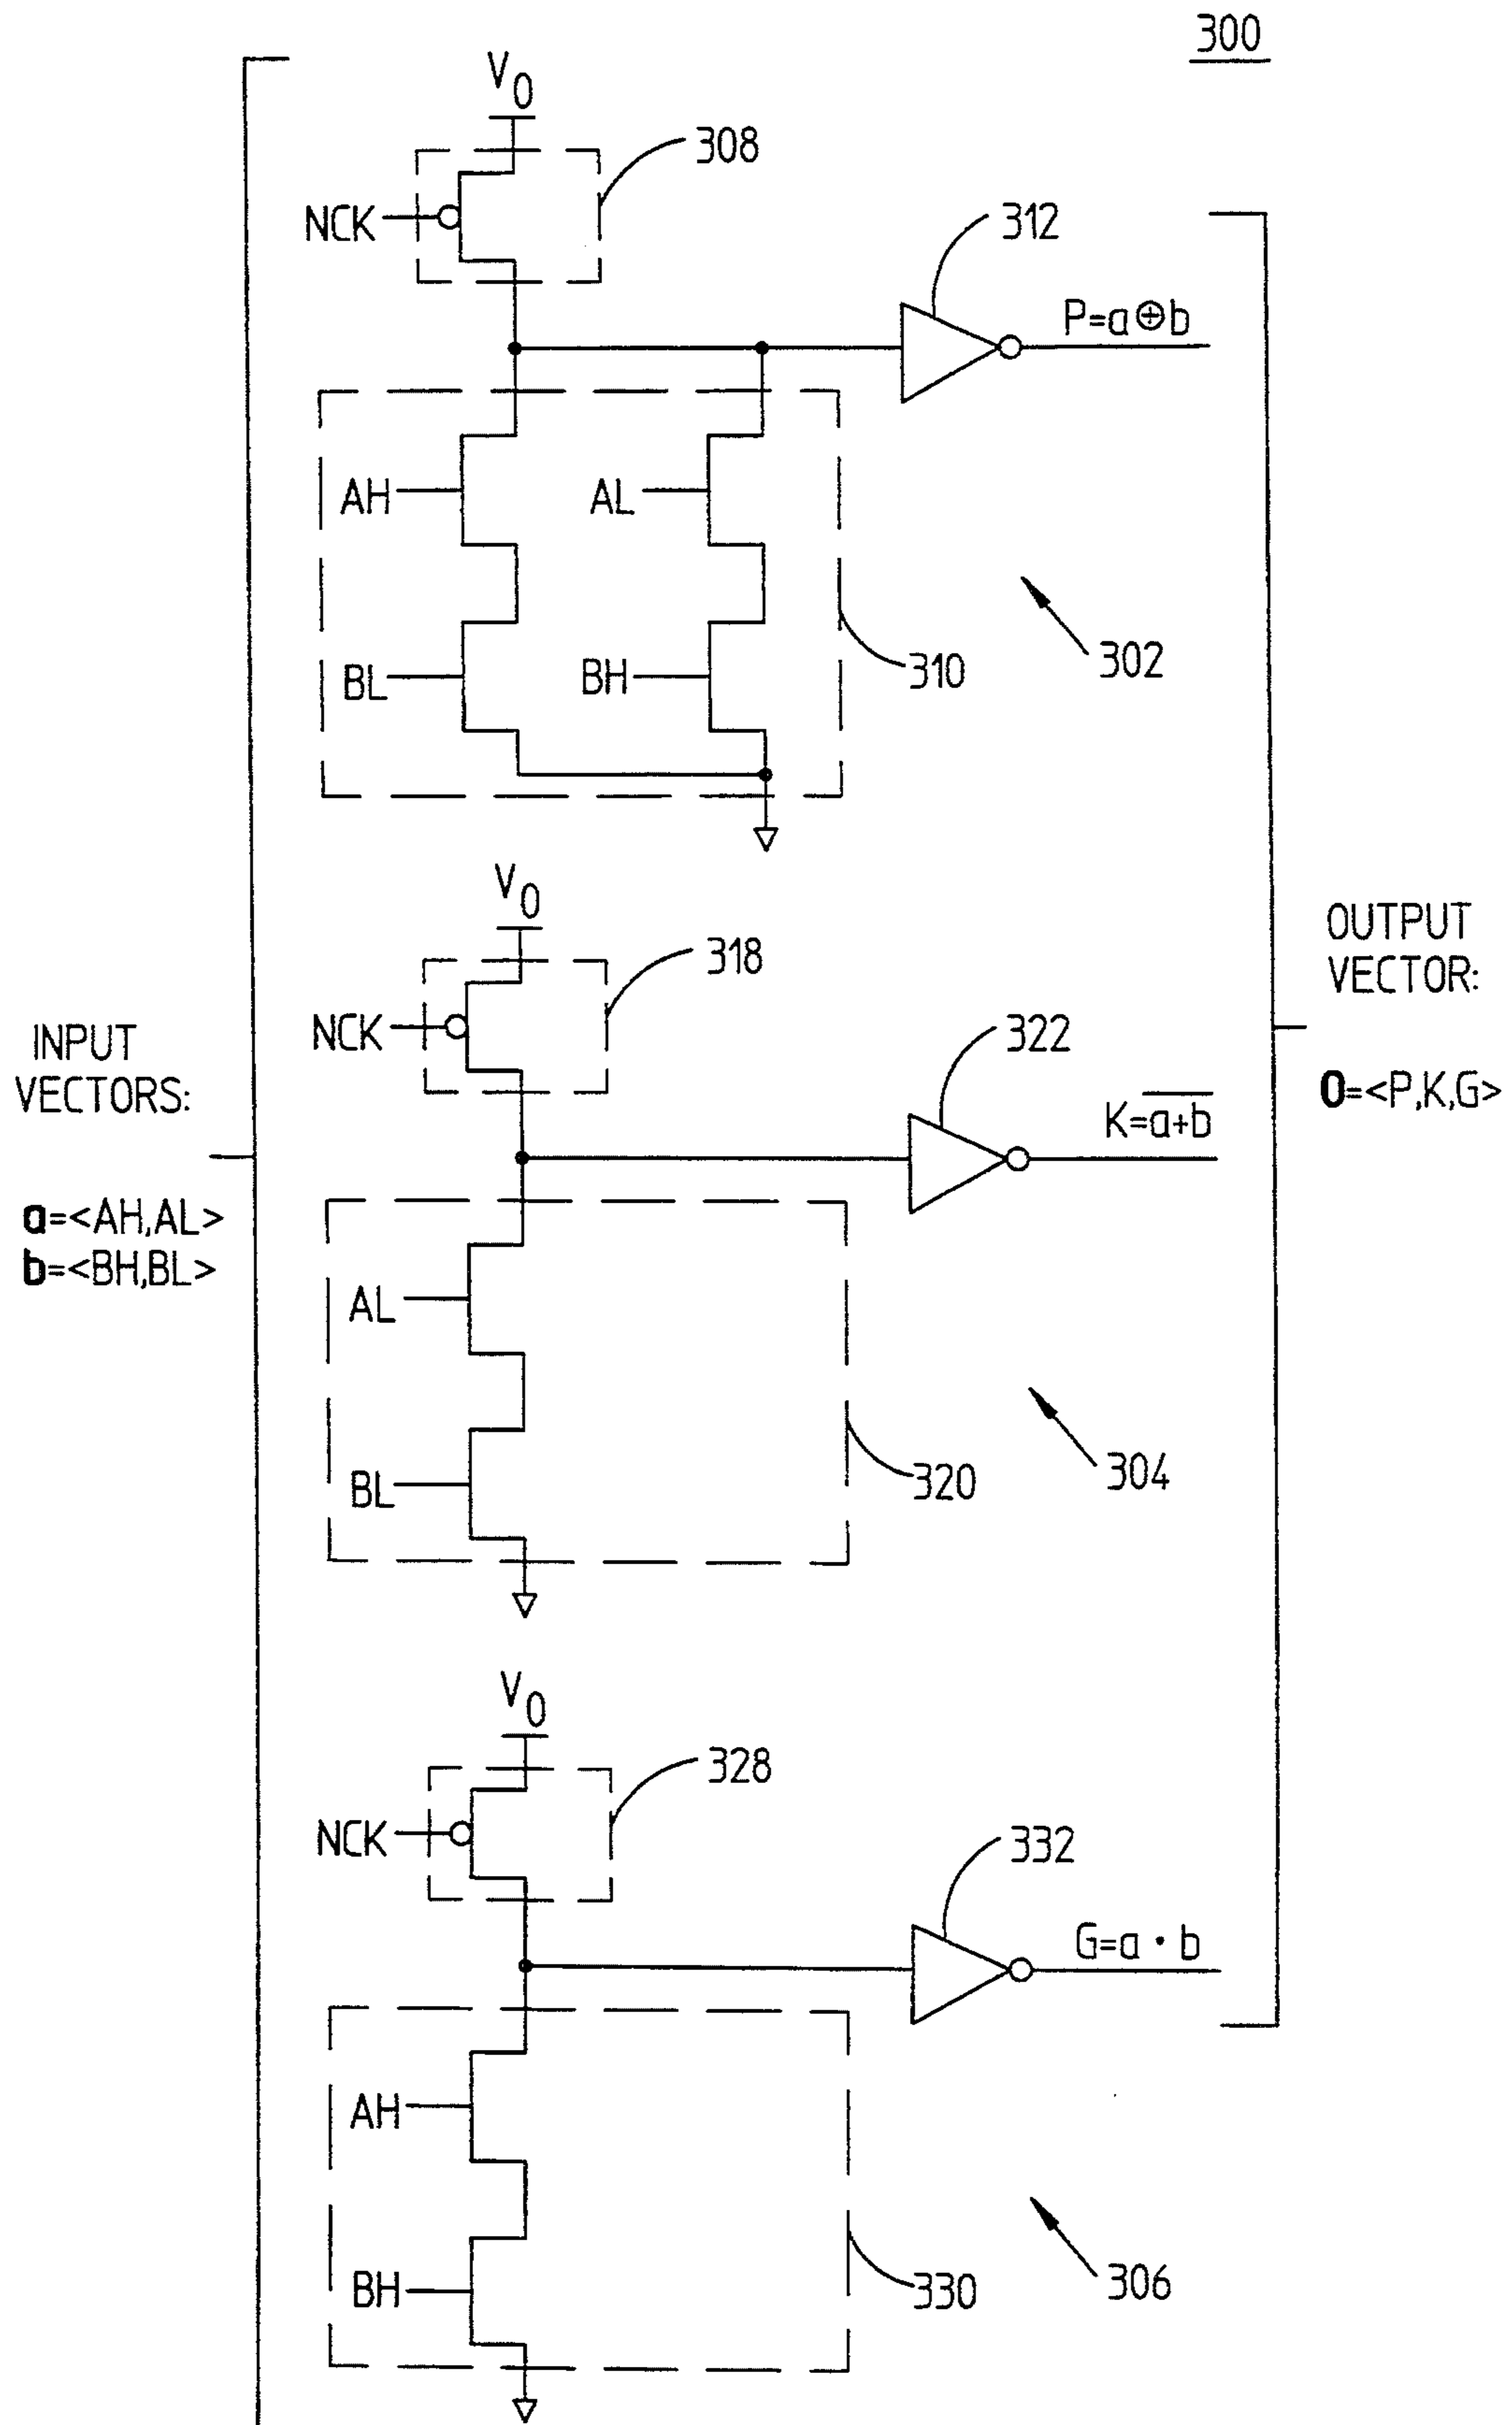 300
V0
308
NCK
312
P=a⊕b
AH
AL
BL
BH
310
302
V0
318
NCK
322
K=a+b̅
AL
BL
320
304
V0
328
NCK
332
G=a·b
AH
BH
330
306
INPUT
VECTORS:
a=<AH,AL>
b=<BH,BL>
OUTPUT
VECTOR:
O=<P,K,G>